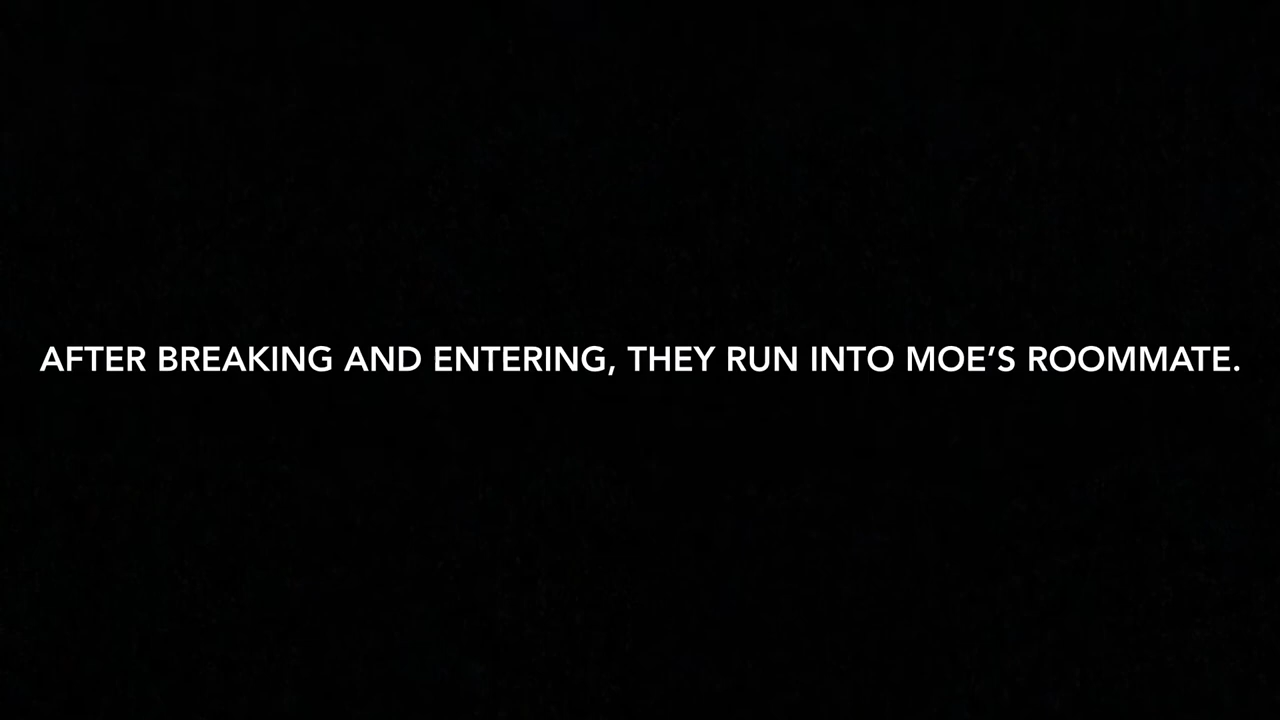 AFTER BREAKING AND ENTERING, THEY RUN INTO MOE’S ROOMMATE.